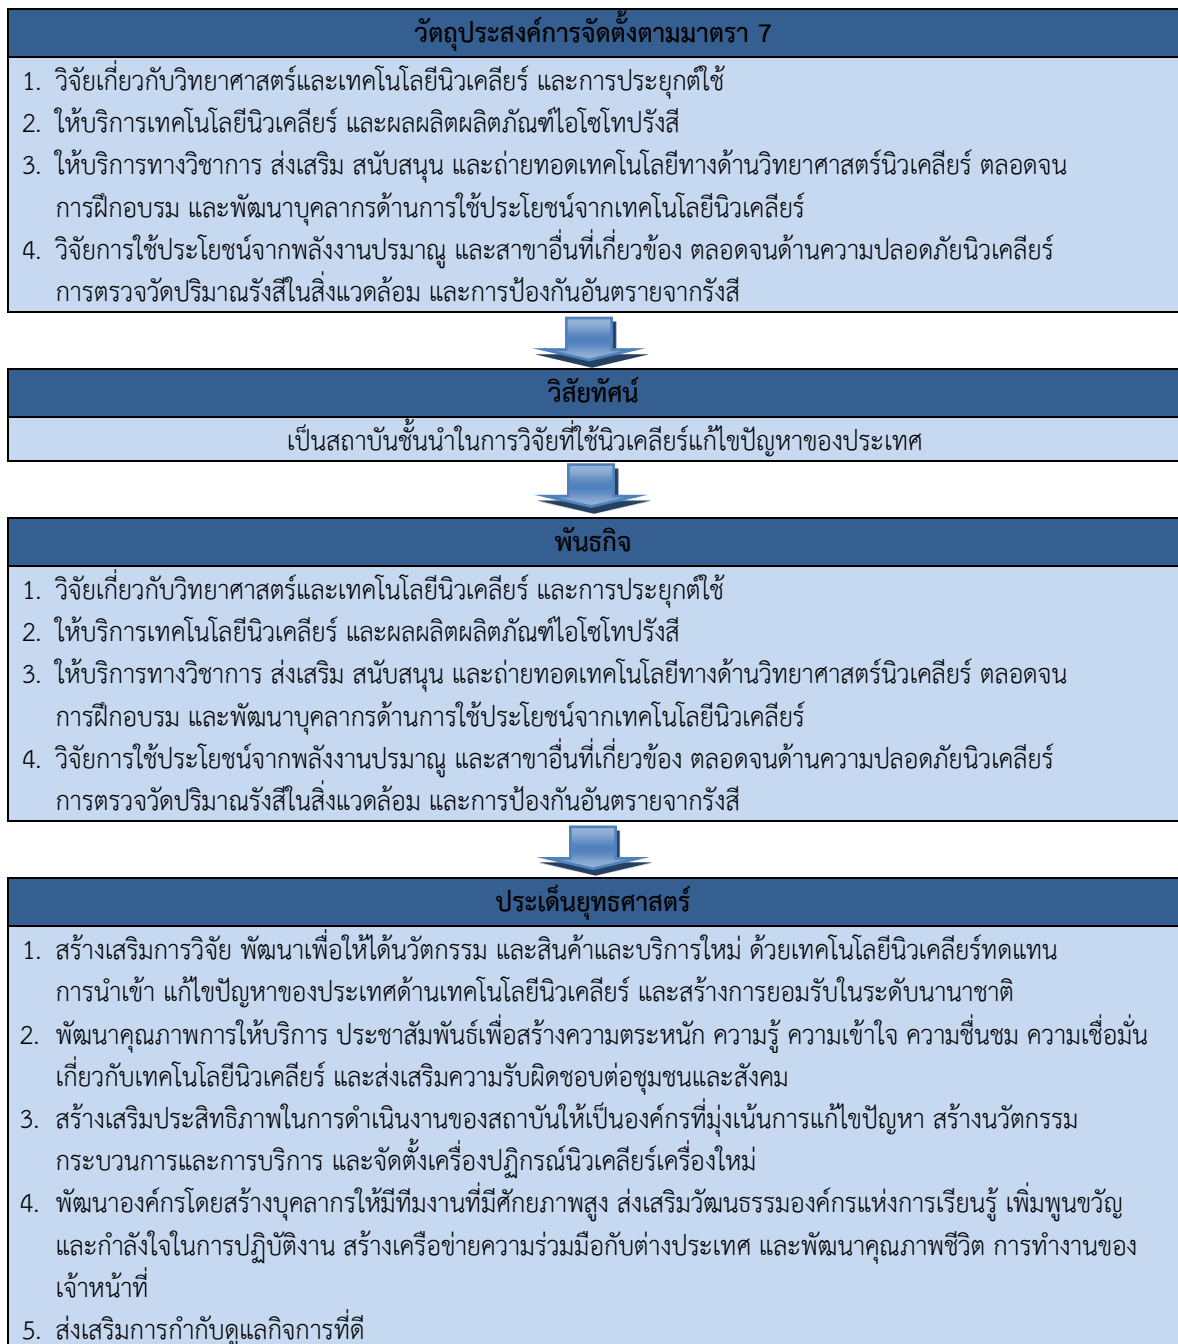 วัตถุประสงค์การจัดตั้งตามมาตรา 7
1. วิจัยเกี่ยวกับวิทยาศาสตร์และเทคโนโลยีนิวเคลียร์ และการประยุกต์ใช้
2. ให้บริการเทคโนโลยีนิวเคลียร์ และผลผลิตผลิตภัณฑ์ไอโซโทปรังสี
3. ให้บริการทางวิชาการ ส่งเสริม สนับสนุน และถ่ายทอดเทคโนโลยีทางด้านวิทยาศาสตร์นิวเคลียร์ ตลอดจน
การฝึกอบรม และพัฒนาบุคลากรด้านการใช้ประโยชน์จากเทคโนโลยีนิวเคลียร์
4. วิจัยการใช้ประโยชน์จากพลังงานปรมาณู และสาขาอื่นที่เกี่ยวข้อง ตลอดจนด้านความปลอดภัยนิวเคลียร์
การตรวจวัดปริมาณรังสีในสิ่งแวดล้อม และการป้องกันอันตรายจากรังสี
วิสัยทัศน์
เป็นสถาบันชั้นนำในการวิจัยที่ใช้นิวเคลียร์แก้ไขปัญหาของประเทศ
พันธกิจ
1. วิจัยเกี่ยวกับวิทยาศาสตร์และเทคโนโลยีนิวเคลียร์ และการประยุกต์ใช้
2. ให้บริการเทคโนโลยีนิวเคลียร์ และผลผลิตผลิตภัณฑ์ไอโซโทปรังสี
3. ให้บริการทางวิชาการ ส่งเสริม สนับสนุน และถ่ายทอดเทคโนโลยีทางด้านวิทยาศาสตร์นิวเคลียร์ ตลอดจน
การฝึกอบรม และพัฒนาบุคลากรด้านการใช้ประโยชน์จากเทคโนโลยีนิวเคลียร์
4. วิจัยการใช้ประโยชน์จากพลังงานปรมาณู และสาขาอื่นที่เกี่ยวข้อง ตลอดจนด้านความปลอดภัยนิวเคลียร์
การตรวจวัดปริมาณรังสีในสิ่งแวดล้อม และการป้องกันอันตรายจากรังสี
ประเด็นยุทธศาสตร์
1. สร้างเสริมการวิจัย พัฒนาเพื่อให้ได้นวัตกรรม และสินค้าและบริการใหม่ ด้วยเทคโนโลยีนิวเคลียร์ทดแทน
การนำเข้า แก้ไขปัญหาของประเทศด้านเทคโนโลยีนิวเคลียร์ และสร้างการยอมรับในระดับนานาชาติ
2. พัฒนาคุณภาพการให้บริการ ประชาสัมพันธ์เพื่อสร้างความตระหนัก ความรู้ ความเข้าใจ ความชื่นชม ความเชื่อมั่น
เกี่ยวกับเทคโนโลยีนิวเคลียร์ และส่งเสริมความรับผิดชอบต่อชุมชนและสังคม
3. สร้างเสริมประสิทธิภาพในการดำเนินงานของสถาบันให้เป็นองค์กรที่มุ่งเน้นการแก้ไขปัญหา สร้างนวัตกรรม
กระบวนการและการบริการ และจัดตั้งเครื่องปฏิกรณ์นิวเคลียร์เครื่องใหม่
4. พัฒนาองค์กรโดยสร้างบุคลากรให้มีทีมงานที่มีศักยภาพสูง ส่งเสริมวัฒนธรรมองค์กรแห่งการเรียนรู้ เพิ่มพูนขวัญ
และกำลังใจในการปฏิบัติงาน สร้างเครือข่ายความร่วมมือกับต่างประเทศ และพัฒนาคุณภาพชีวิต การทำงานของ
เจ้าหน้าที่
5. ส่งเสริมการกำกับดูแลกิจการที่ดี